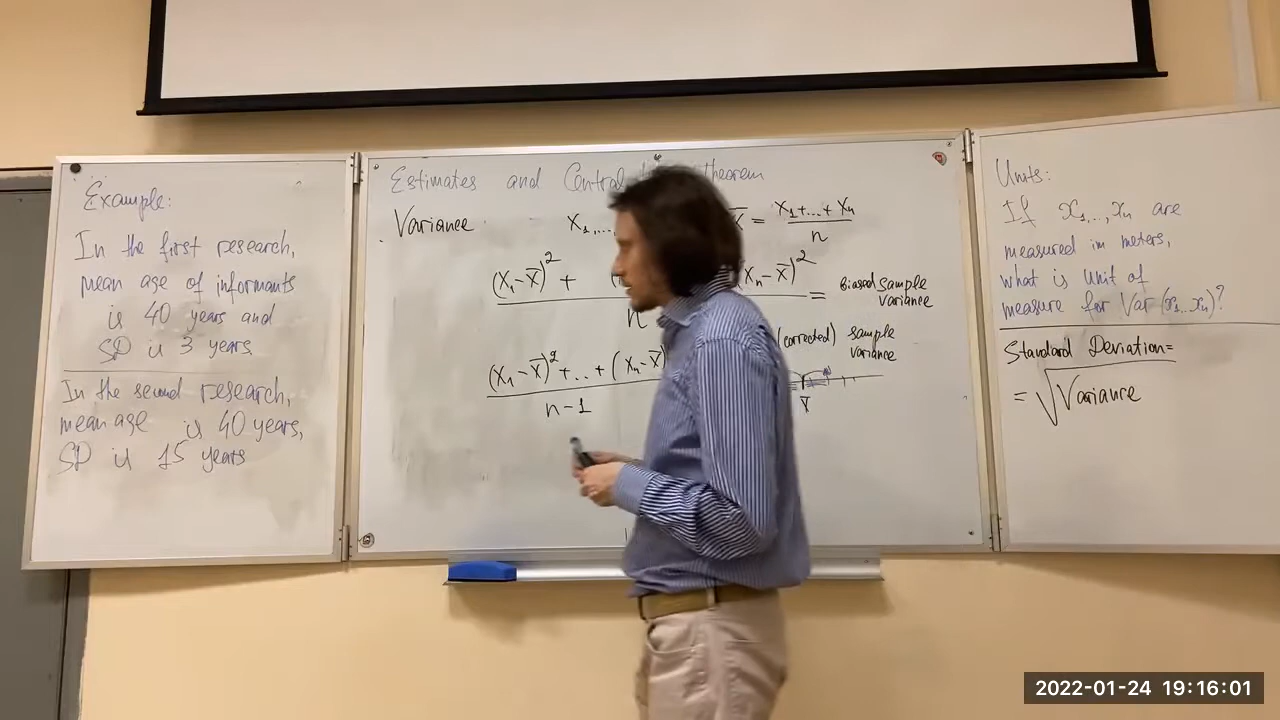 Example:
In the first research,
mean age of informants
is 40 years and
SD is 3 years
In the second research,
mean age is 40 years,
SD is 15 years
Estimates and Central theorem
Variance x₁,... x̄ = x₁+...+xₙ / n
(x₁-x̄)² + (xₙ-x̄)² / n = Biased sample variance
(x₁-x̄)²+...+(xₙ-x̄) / n-1 (corrected) sample variance
x̄
Units:
If x₁,...,xₙ are
measured in meters,
what is unit of
measure for Var(x₁...xₙ)?
Standard Deviation=
= √Variance
2022-01-24 19:16:01